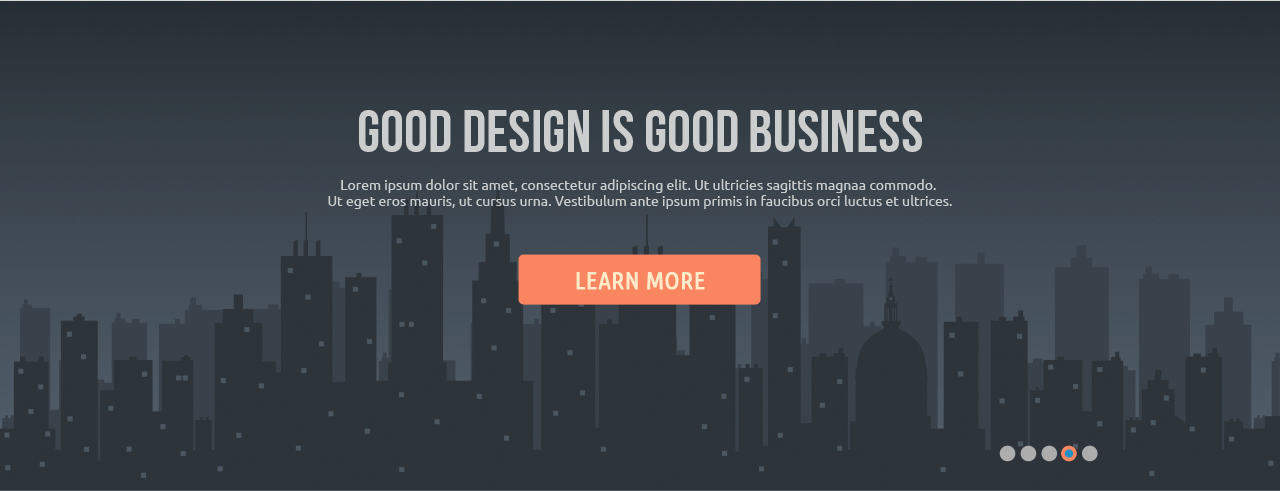 GOOD DESIGN IS GOOD BUSINESS
Lorem ipsum dolor sit amet, consectetur adipiscing elit. Ut ultricies sagittis magnaa commodo.
Ut eget eros mauris, ut cursus urna. Vestibulum ante ipsum primis in faucibus orci luctus et ultrices.
LEARN MORE